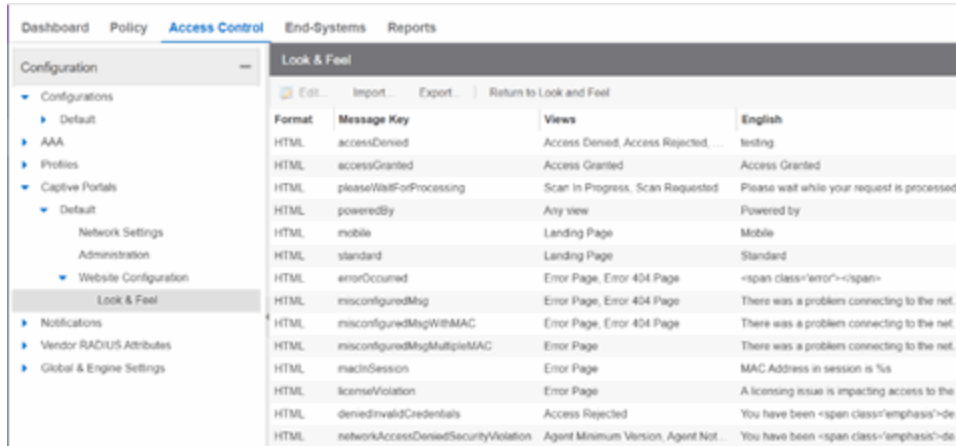 Dashboard Policy Access Control End-Systems Reports
Configuration
Configurations
Default
AAA
Profiles
Captive Portals
Default
Network Settings
Administration
Website Configuration
Look & Feel
Notifications
Vendor RADIUS Attributes
Global & Engine Settings
Look & Feel
Edit... Import... Export... Return to Look and Feel
Format Message Key Views English
HTML accessDenied Access Denied, Access Rejected, ... testing
HTML accessGranted Access Granted Access Granted
HTML pleaseWaitForProcessing Scan In Progress, Scan Requested Please wait while your request is processed
HTML poweredBy Any view Powered by
HTML mobile Landing Page Mobile
HTML standard Landing Page Standard
HTML errorOccurred Error Page, Error 404 Page <span class='error'></span>
HTML misconfiguredMsg Error Page, Error 404 Page There was a problem connecting to the net.
HTML misconfiguredMsgWithMAC Error Page, Error 404 Page There was a problem connecting to the net.
HTML misconfiguredMsgMultipleMAC Error Page There was a problem connecting to the net.
HTML macInSession Error Page MAC Address in session is %s
HTML licenseViolation Error Page A licensing issue is impacting access to the
HTML deniedInvalidCredentials Access Rejected You have been <span class='emphasis'>de
HTML networkAccessDeniedSecurityViolation Agent Minimum Version, Agent Not... You have been <span class='emphasis'>de